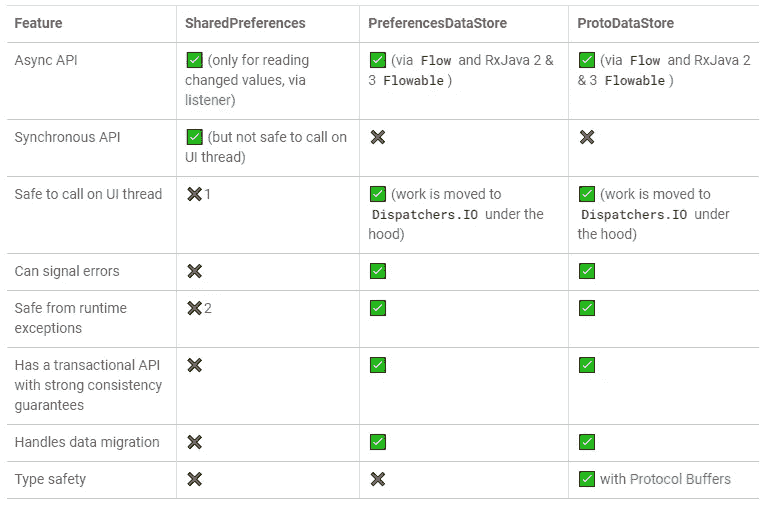 Feature
SharedPreferences
PreferencesDataStore
ProtoDataStore
Async API
✅ (only for reading
changed values, via
listener)
✅ (via Flow and RxJava 2 &
3 Flowable )
✅ (via Flow and RxJava 2
& 3 Flowable )
Synchronous API
✅ (but not safe to call on
UI thread)
✖
✖
Safe to call on UI thread
✖1
✅ (work is moved to
Dispatchers.IO under the
hood)
✅ (work is moved to
Dispatchers.IO under
the hood)
Can signal errors
✖
✅
✅
Safe from runtime
exceptions
✖2
✅
✅
Has a transactional API
with strong consistency
guarantees
✖
✅
✅
Handles data migration
✖
✅
✅
Type safety
✖
✖
✅ with Protocol Buffers